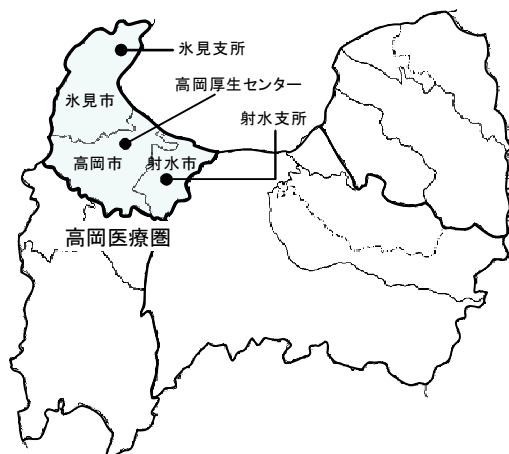 氷見支所
高岡厚生センター
氷見市
射水支所
高岡市
射水市
高岡医療圏